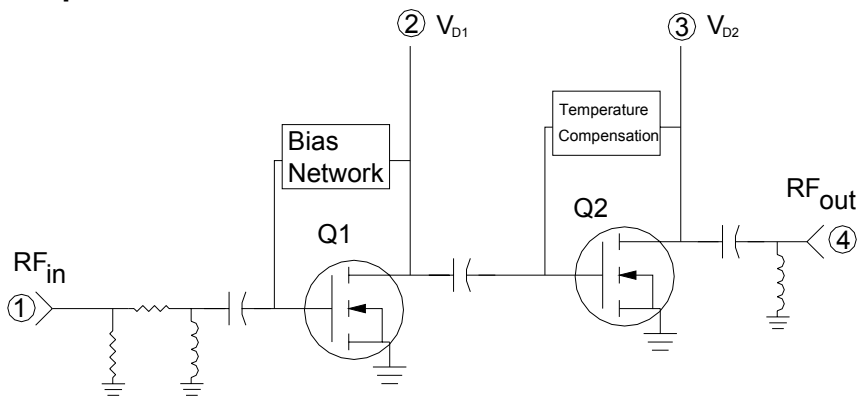 ② V_D1
③ V_D2
Bias
Network
Temperature
Compensation
Q1
Q2
RF_in
①
RF_out
④